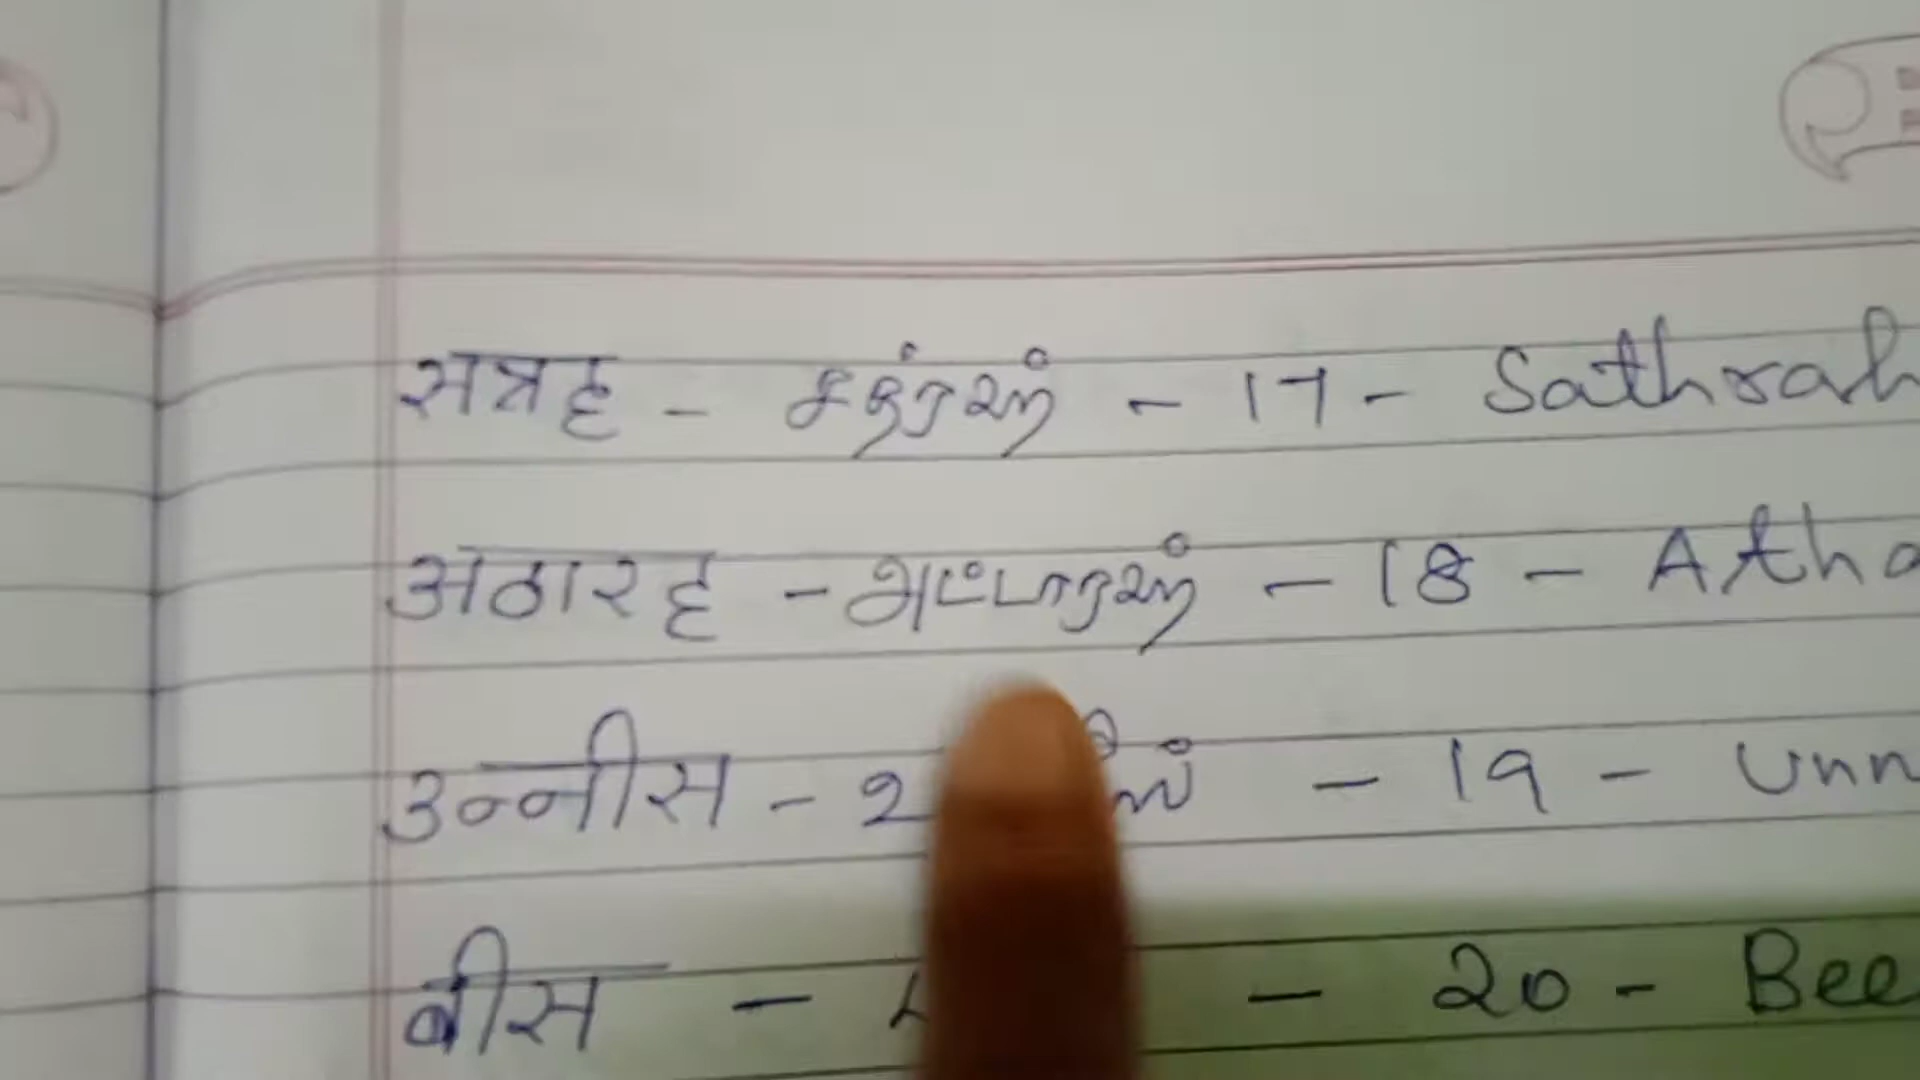 सत्रह - சத்ரஹ் - 17 - Sathrah
अठारह - அட்டாரஹ் - 18 - Atha
उन्नीस - - 19 - Unn
बीस - - 20 - Bee